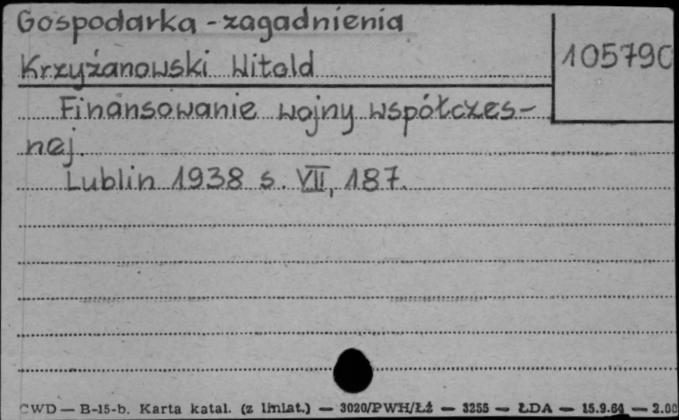 Gospodarka - zagadnienia
Krzyżanowski Witold
105790
Finansowanie wojny współczes-
nej.
Lublin 1938 s. VII, 187.
CWD — B-15-b. Karta katal. (z liniat.) — 3020/PWH/Łż — 3255 — ŁDA — 15.9.64 — 2.00